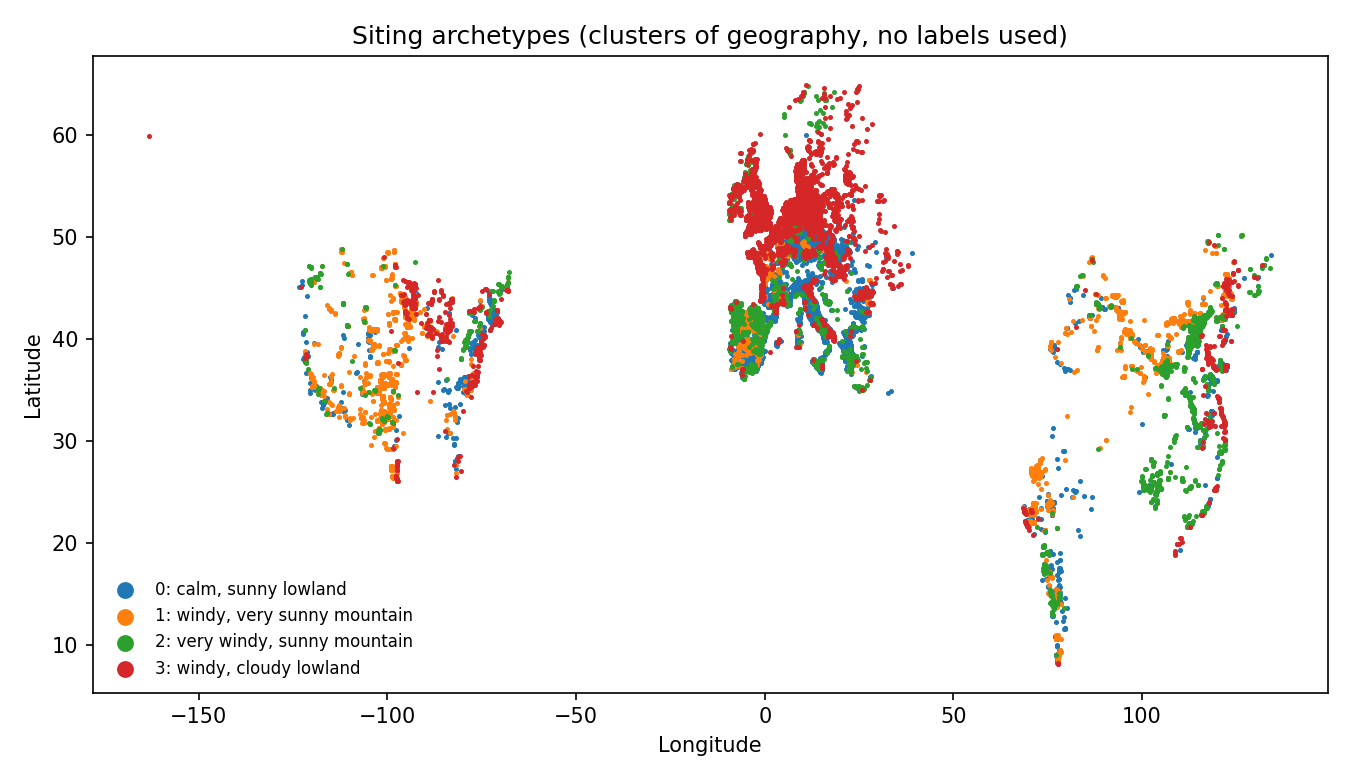 Siting archetypes (clusters of geography, no labels used)
60
50
40
30
20
10
Latitude
0: calm, sunny lowland
1: windy, very sunny mountain
2: very windy, sunny mountain
3: windy, cloudy lowland
−150
−100
−50
0
50
100
Longitude